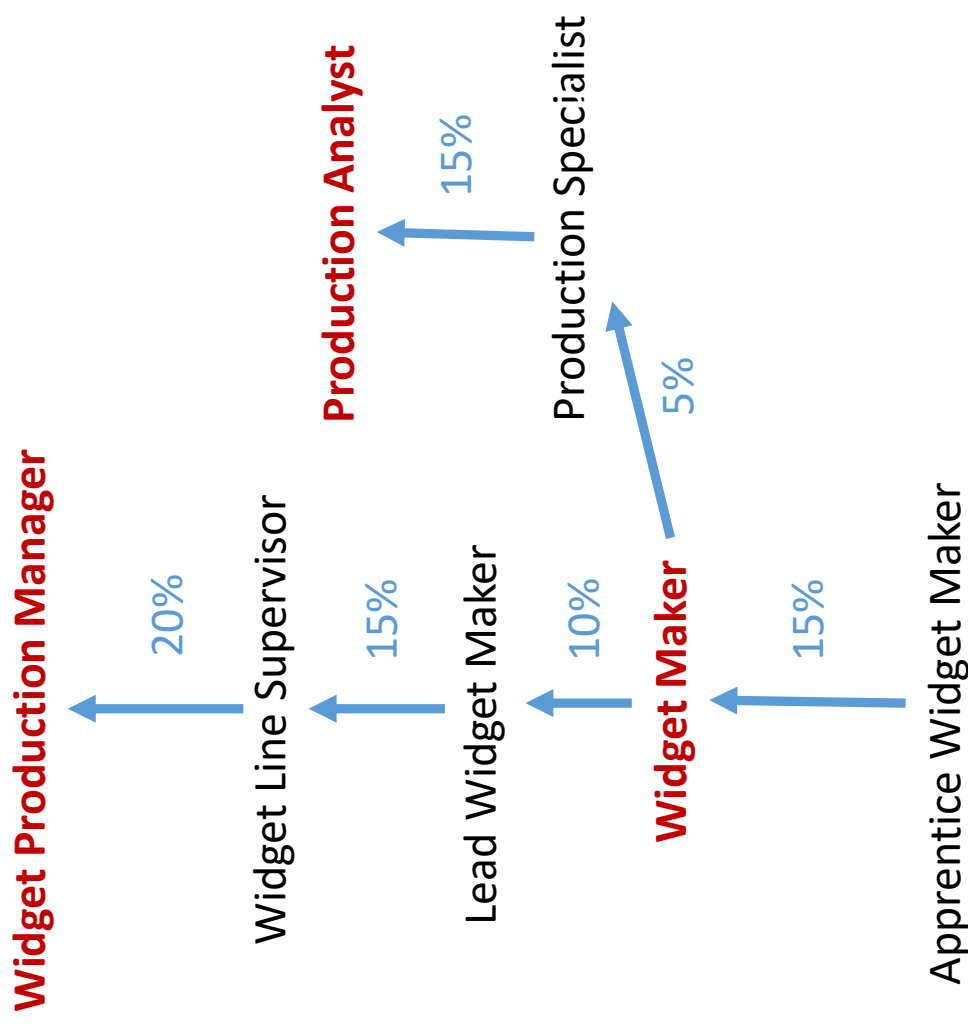 Widget Production Manager
20%
Widget Line Supervisor
15%
Lead Widget Maker
10%
Widget Maker
15%
Apprentice Widget Maker
5%
Production Specialist
15%
Production Analyst